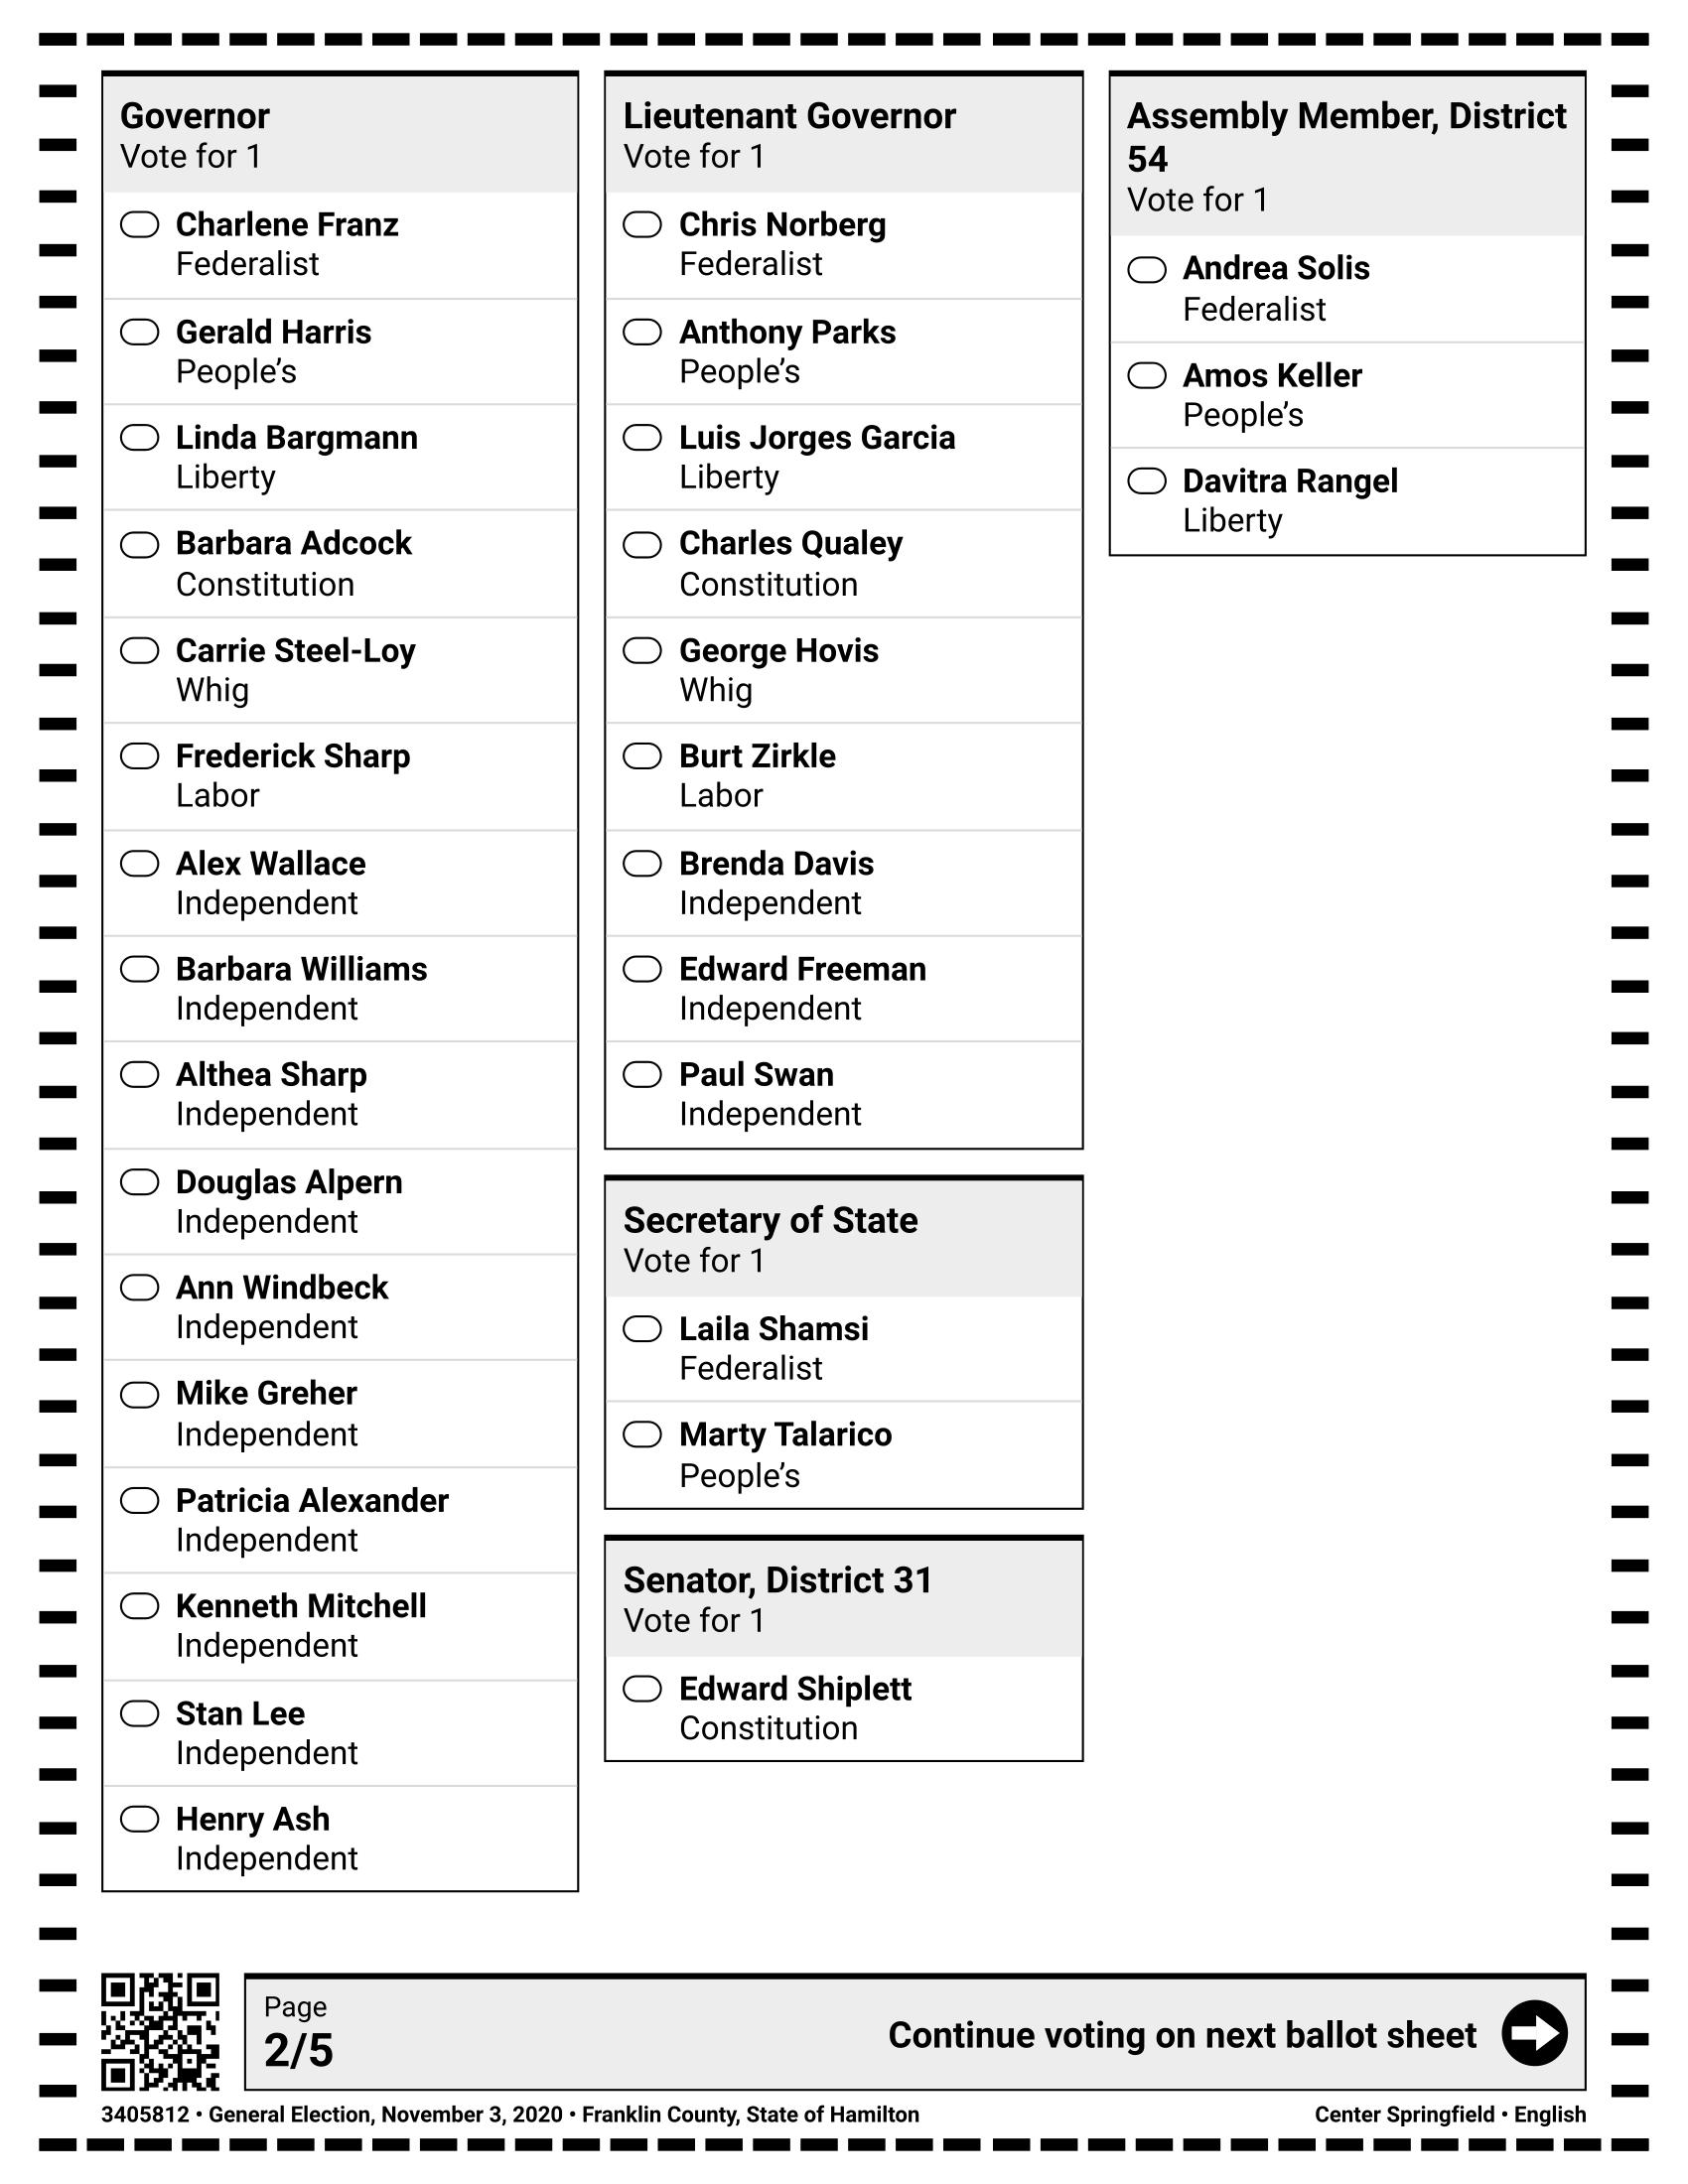 Governor
Vote for 1
Charlene Franz
Federalist
Gerald Harris
People’s
Linda Bargmann
Liberty
Barbara Adcock
Constitution
Carrie Steel-Loy
Whig
Frederick Sharp
Labor
Alex Wallace
Independent
Barbara Williams
Independent
Althea Sharp
Independent
Douglas Alpern
Independent
Ann Windbeck
Independent
Mike Greher
Independent
Patricia Alexander
Independent
Kenneth Mitchell
Independent
Stan Lee
Independent
Henry Ash
Independent
Lieutenant Governor
Vote for 1
Chris Norberg
Federalist
Anthony Parks
People’s
Luis Jorges Garcia
Liberty
Charles Qualey
Constitution
George Hovis
Whig
Burt Zirkle
Labor
Brenda Davis
Independent
Edward Freeman
Independent
Paul Swan
Independent
Secretary of State
Vote for 1
Laila Shamsi
Federalist
Marty Talarico
People’s
Senator, District 31
Vote for 1
Edward Shiplett
Constitution
Assembly Member, District
54
Vote for 1
Andrea Solis
Federalist
Amos Keller
People’s
Davitra Rangel
Liberty
Page
2/5
Continue voting on next ballot sheet
3405812 • General Election, November 3, 2020 • Franklin County, State of Hamilton
Center Springfield • English